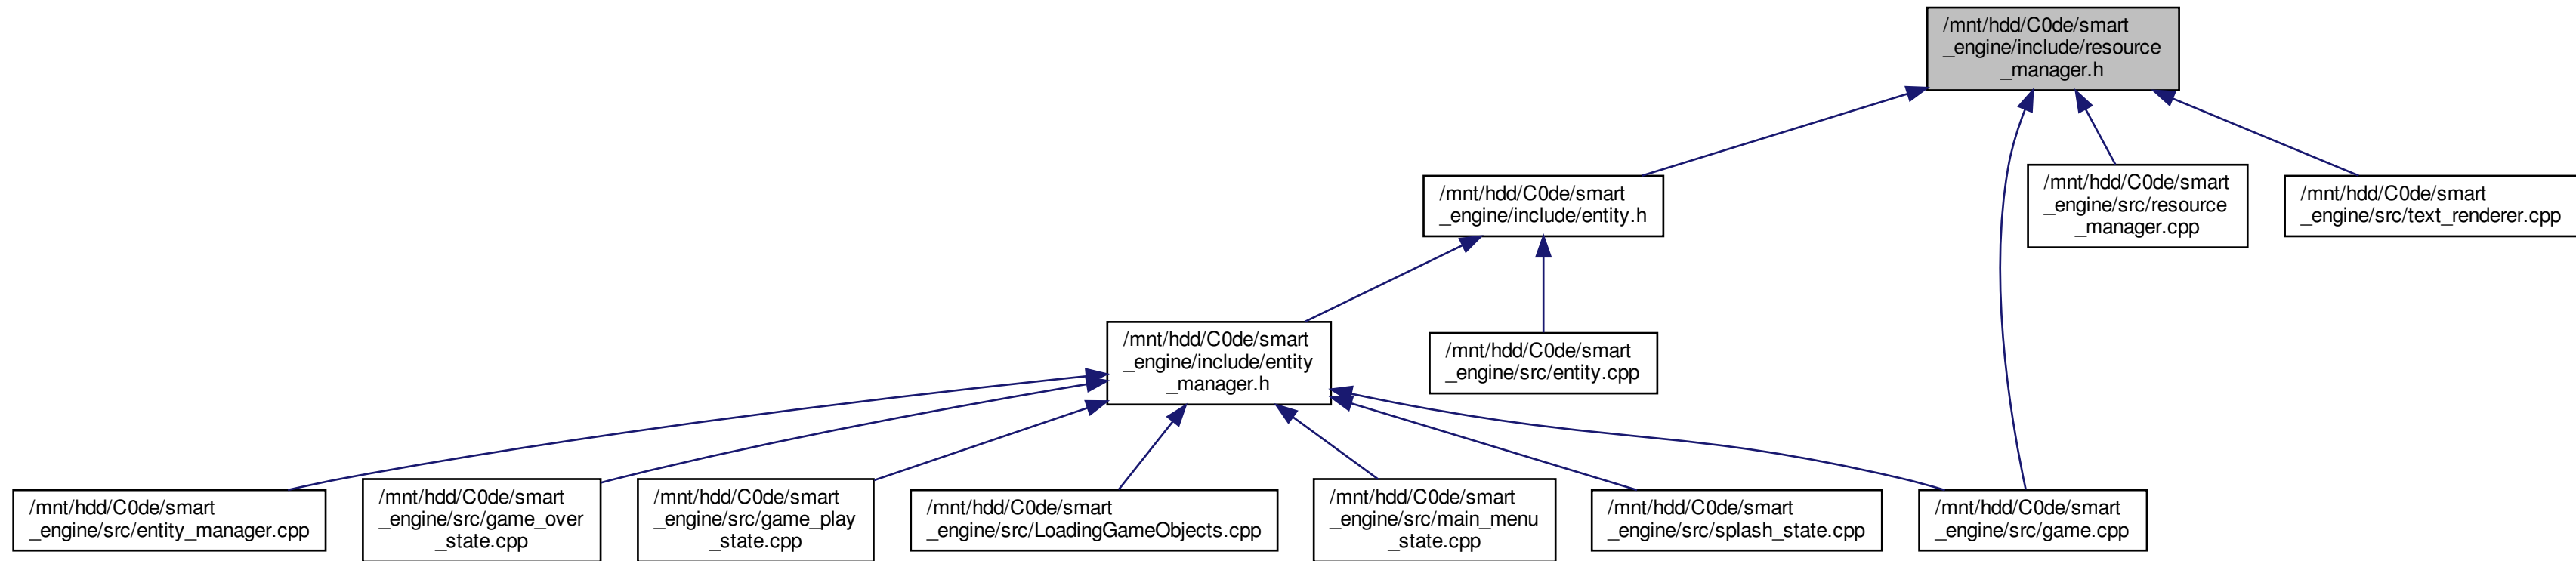 /mnt/hdd/C0de/smart
_engine/include/resource
_manager.h
/mnt/hdd/C0de/smart
_engine/include/entity.h
/mnt/hdd/C0de/smart
_engine/src/resource
_manager.cpp
/mnt/hdd/C0de/smart
_engine/src/text_renderer.cpp
/mnt/hdd/C0de/smart
_engine/include/entity
_manager.h
/mnt/hdd/C0de/smart
_engine/src/entity.cpp
/mnt/hdd/C0de/smart
_engine/src/entity_manager.cpp
/mnt/hdd/C0de/smart
_engine/src/game_over
_state.cpp
/mnt/hdd/C0de/smart
_engine/src/game_play
_state.cpp
/mnt/hdd/C0de/smart
_engine/src/LoadingGameObjects.cpp
/mnt/hdd/C0de/smart
_engine/src/main_menu
_state.cpp
/mnt/hdd/C0de/smart
_engine/src/splash_state.cpp
/mnt/hdd/C0de/smart
_engine/src/game.cpp